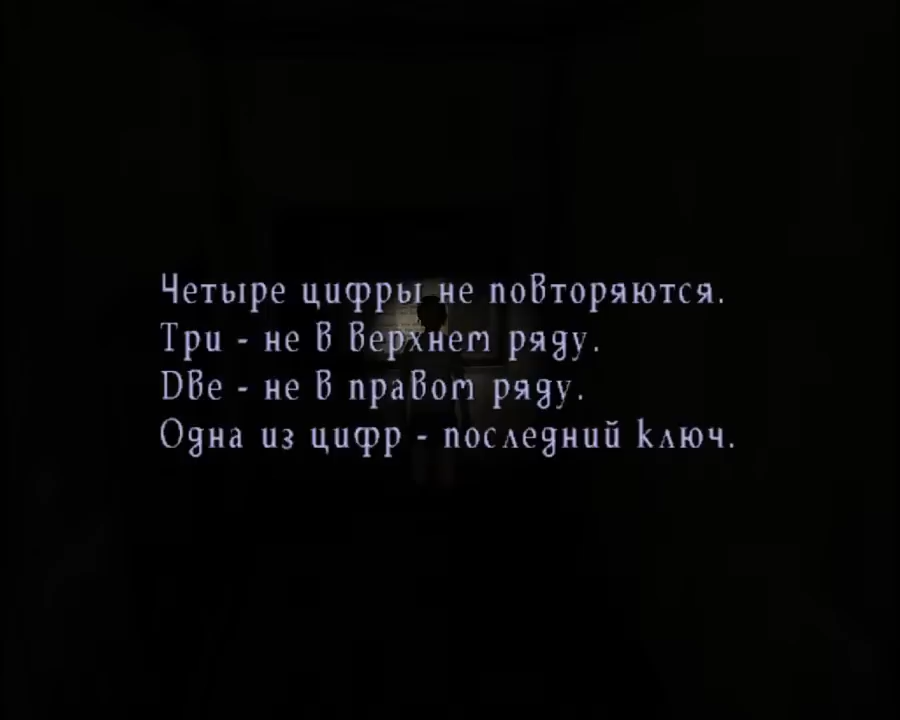 Четыре цифры не повторяются.
Три - не в верхнем ряду.
Две - не в правом ряду.
Одна из цифр - последний ключ.